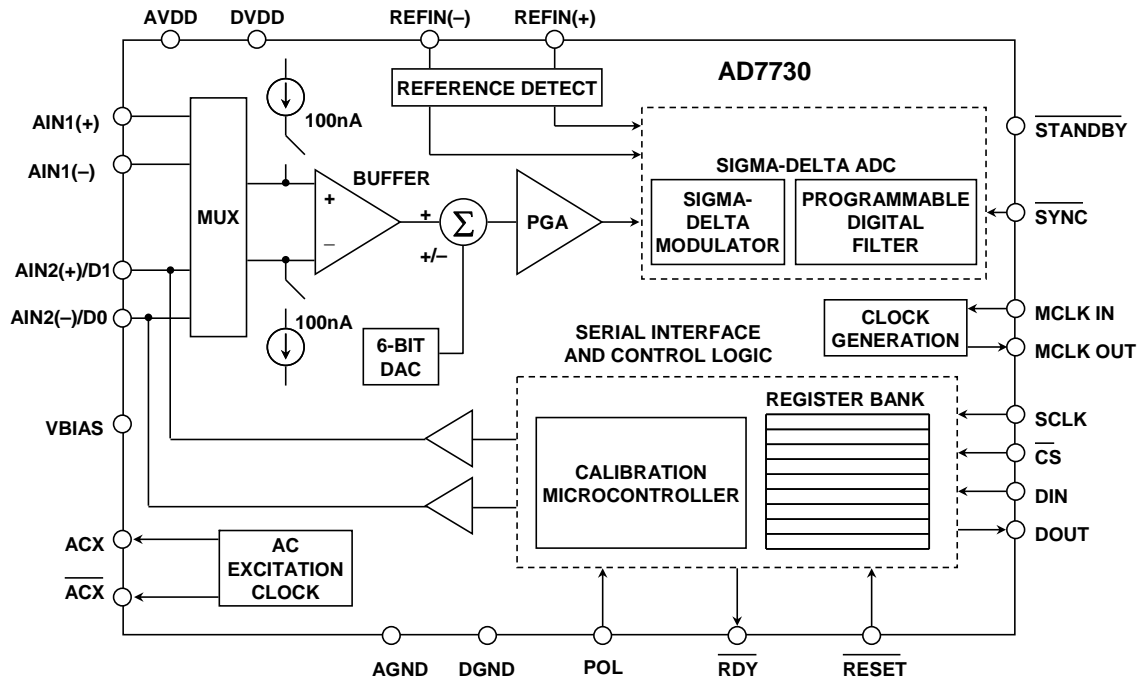 AVDD
DVDD
REFIN(–)
REFIN(+)
AD7730
REFERENCE DETECT
100nA
AIN1(+)
AIN1(–)
MUX
BUFFER
+
–
+
+/–
Σ
PGA
SIGMA-DELTA ADC
SIGMA-
DELTA
MODULATOR
PROGRAMMABLE
DIGITAL
FILTER
STANDBY
SYNC
AIN2(+)/D1
AIN2(–)/D0
100nA
6-BIT
DAC
SERIAL INTERFACE
AND CONTROL LOGIC
CLOCK
GENERATION
MCLK IN
MCLK OUT
VBIAS
REGISTER BANK
CALIBRATION
MICROCONTROLLER
SCLK
CS
DIN
DOUT
ACX
ACX
AC
EXCITATION
CLOCK
AGND
DGND
POL
RDY
RESET